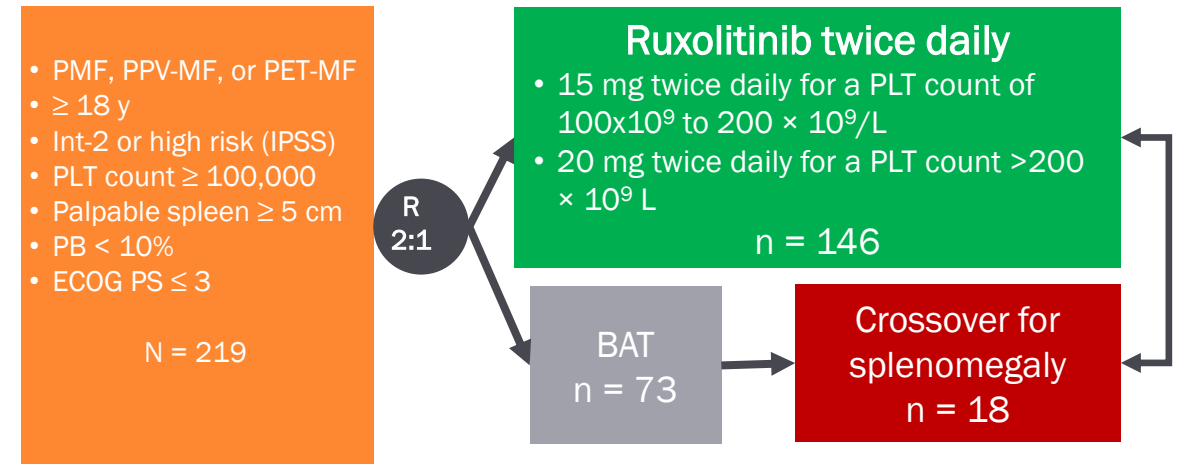 • PMF, PPV-MF, or PET-MF
• ≥ 18 y
• Int-2 or high risk (IPSS)
• PLT count ≥ 100,000
• Palpable spleen ≥ 5 cm
• PB < 10%
• ECOG PS ≤ 3
N = 219
R
2:1
Ruxolitinib twice daily
• 15 mg twice daily for a PLT count of
100x10⁹ to 200 × 10⁹/L
• 20 mg twice daily for a PLT count >200
× 10⁹ L
n = 146
BAT
n = 73
Crossover for
splenomegaly
n = 18